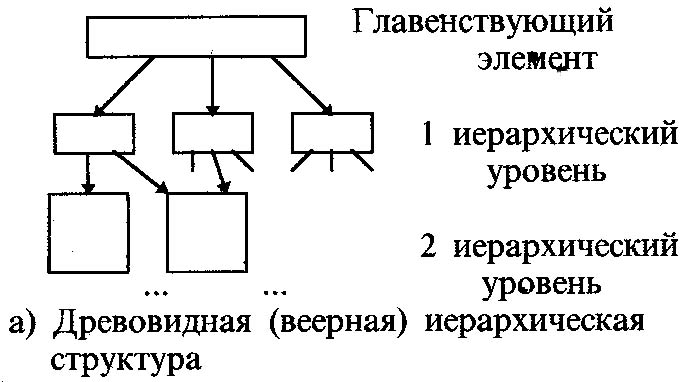 Главенствующий
элемент
1 иерархический
уровень
2 иерархический
уровень
... ...
а) Древовидная (веерная) иерархическая
структура